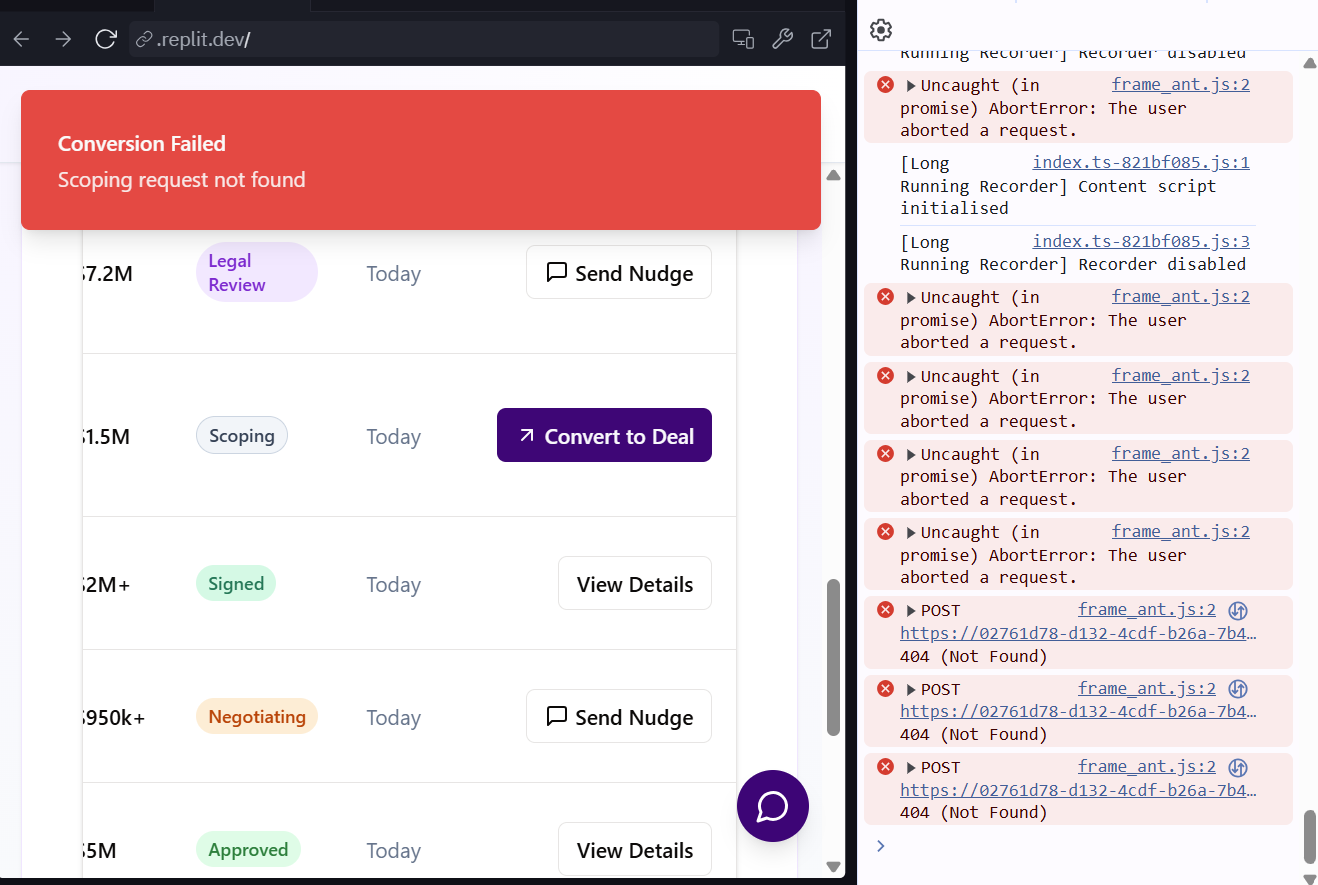 .replit.dev/
Conversion Failed
Scoping request not found
$7.2M
Legal
Review
Today
Send Nudge
$1.5M
Scoping
Today
Convert to Deal
$2M+
Signed
Today
View Details
$950k+
Negotiating
Today
Send Nudge
$5M
Approved
Today
View Details
Running Recorder] Recorder disabled
Uncaught (in frame_ant.js:2
promise) AbortError: The user
aborted a request.
[Long index.ts-821bf085.js:1
Running Recorder] Content script
initialised
[Long index.ts-821bf085.js:3
Running Recorder] Recorder disabled
Uncaught (in frame_ant.js:2
promise) AbortError: The user
aborted a request.
Uncaught (in frame_ant.js:2
promise) AbortError: The user
aborted a request.
Uncaught (in frame_ant.js:2
promise) AbortError: The user
aborted a request.
Uncaught (in frame_ant.js:2
promise) AbortError: The user
aborted a request.
POST frame_ant.js:2
https://02761d78-d132-4cdf-b26a-7b4…
404 (Not Found)
POST frame_ant.js:2
https://02761d78-d132-4cdf-b26a-7b4…
404 (Not Found)
POST frame_ant.js:2
https://02761d78-d132-4cdf-b26a-7b4…
404 (Not Found)